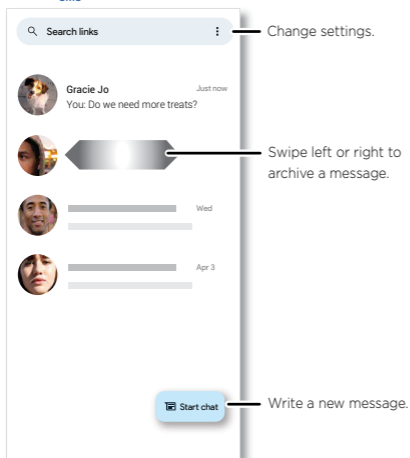 Search links
Change settings.
Gracie Jo
Just now
You: Do we need more treats?
Swipe left or right to
archive a message.
Wed
Apr 3
Start chat
Write a new message.